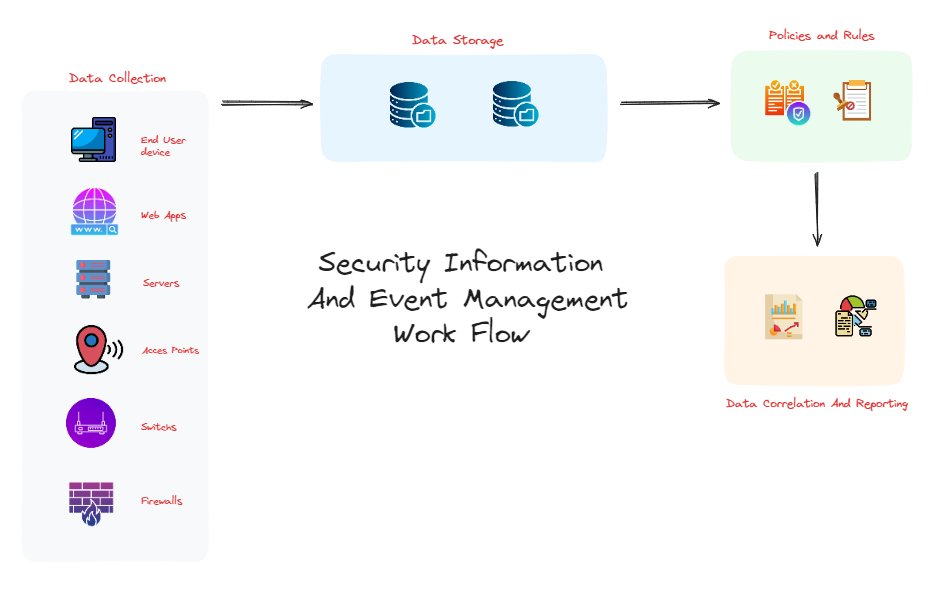 Data Storage
Policies and Rules
Data Collection
End User
device
Web Apps
www.
Servers
Acces Points
Switchs
Firewalls
Security Information
And Event Management
Work Flow
Data Correlation And Reporting